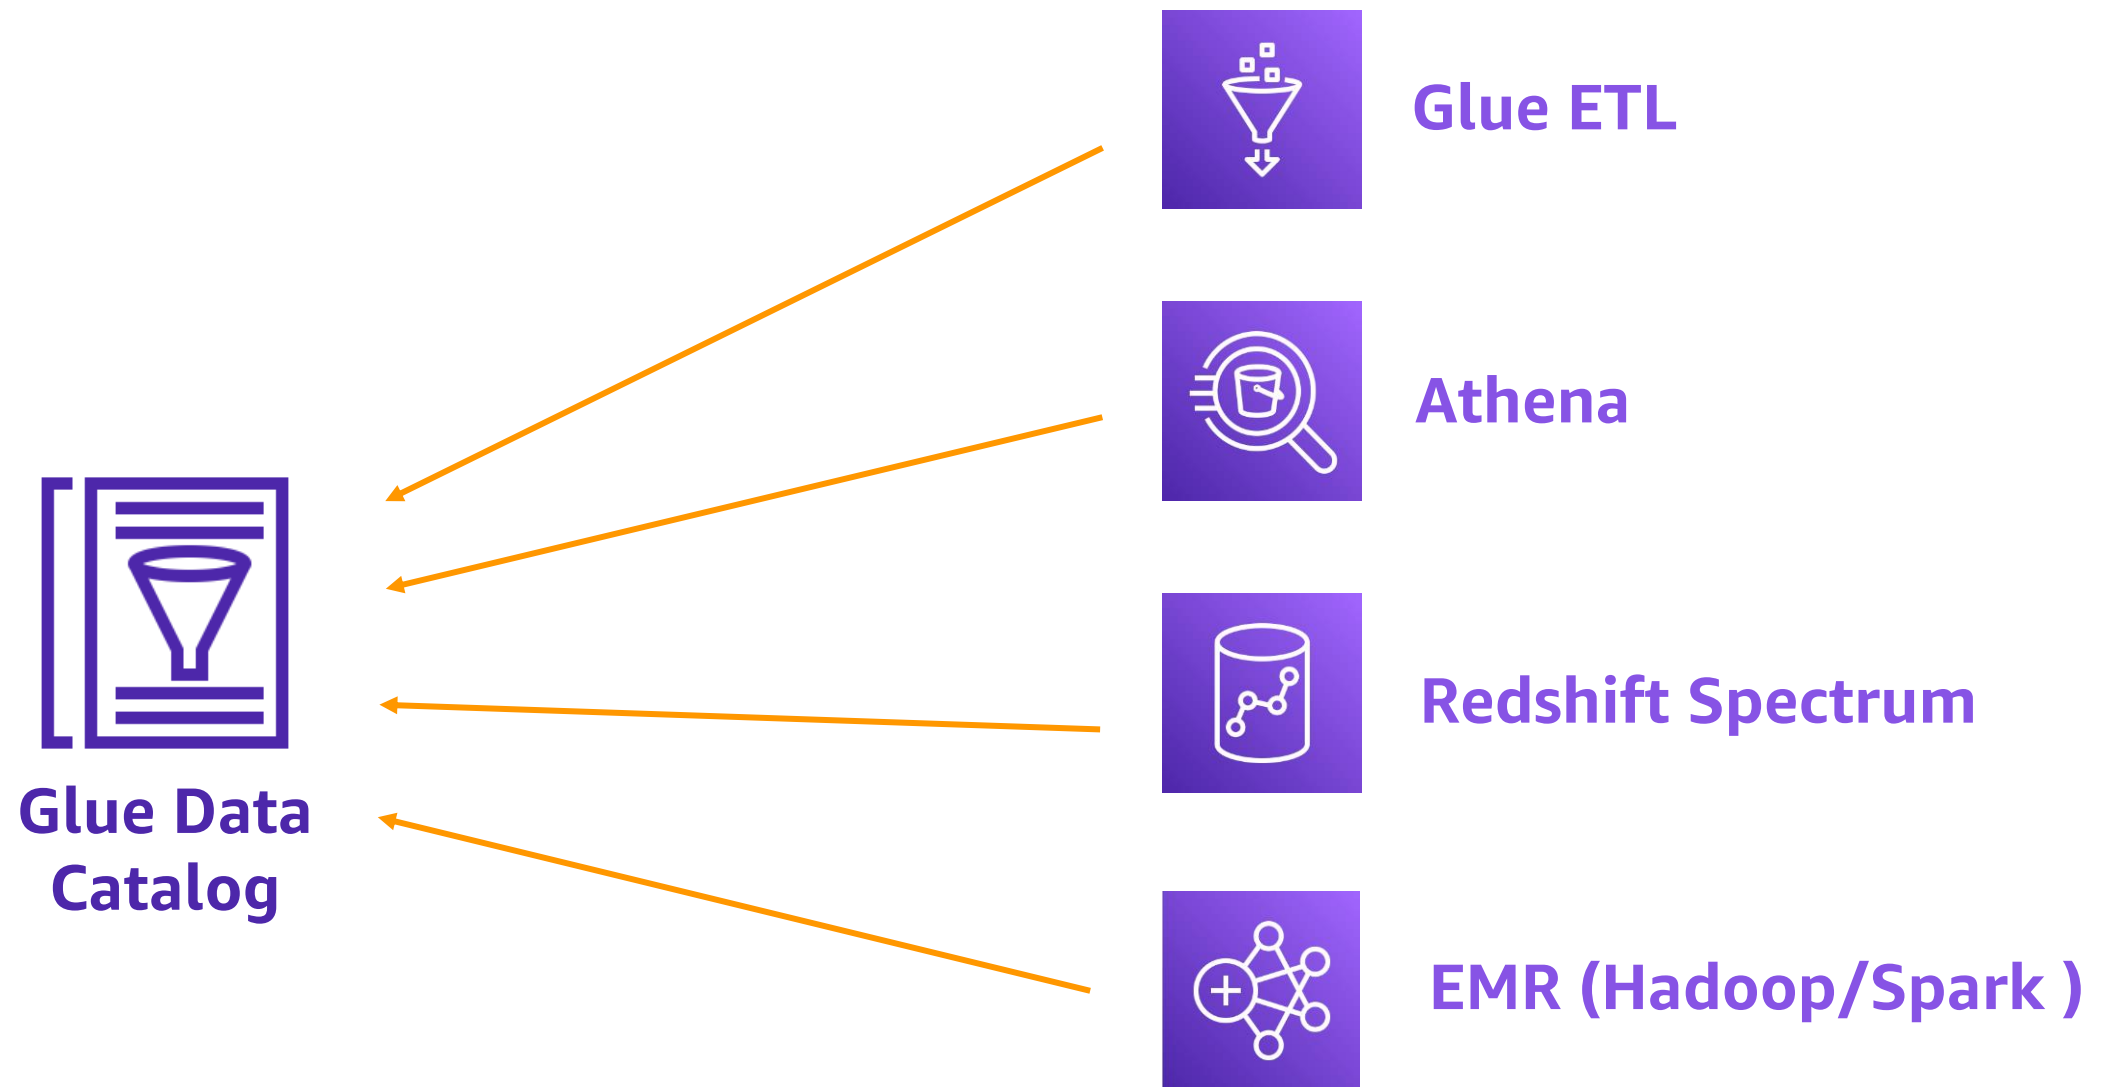 Glue ETL
Athena
Redshift Spectrum
EMR (Hadoop/Spark )
Glue Data
Catalog